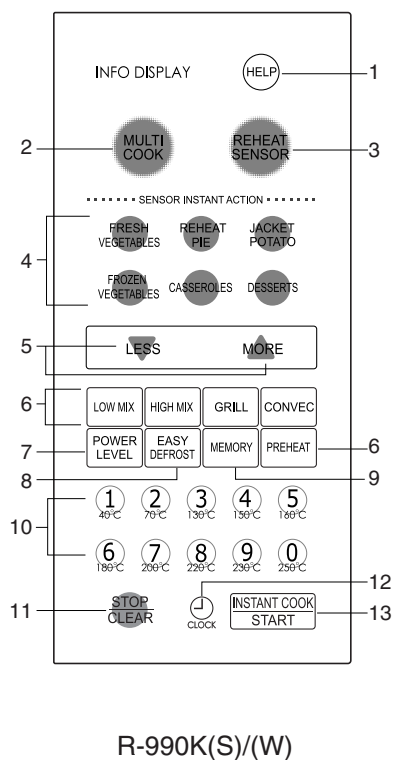 INFO DISPLAY HELP 1
2 MULTI COOK REHEAT SENSOR 3
SENSOR INSTANT ACTION
4
FRESH VEGETABLES REHEAT PIE JACKET POTATO
FROZEN VEGETABLES CASSEROLES DESSERTS
5 LESS MORE
6 LOW MIX HIGH MIX GRILL CONVEC
7 POWER LEVEL EASY DEFROST MEMORY PREHEAT 6
8 9
10
1 2 3 4 5
40°C 70°C 130°C 150°C 160°C
6 7 8 9 0
180°C 200°C 220°C 230°C 250°C
12
11 STOP CLEAR CLOCK INSTANT COOK START 13
R-990K(S)/(W)